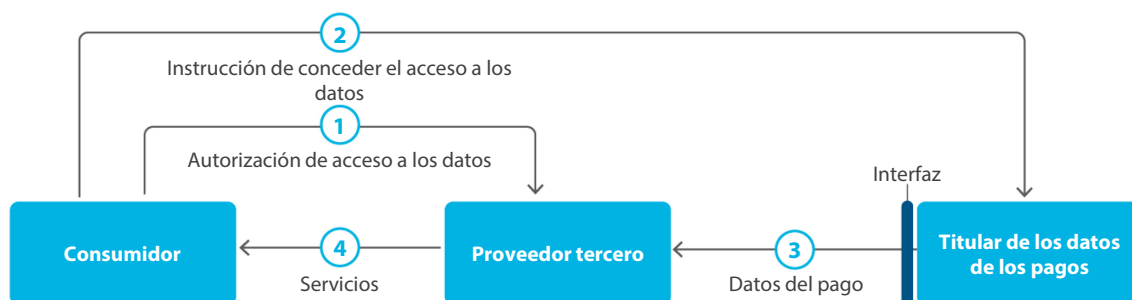 2
Instrucción de conceder el acceso a los
datos
1
Autorización de acceso a los datos
Interfaz
Consumidor
4
Servicios
Proveedor tercero
3
Datos del pago
Titular de los datos
de los pagos